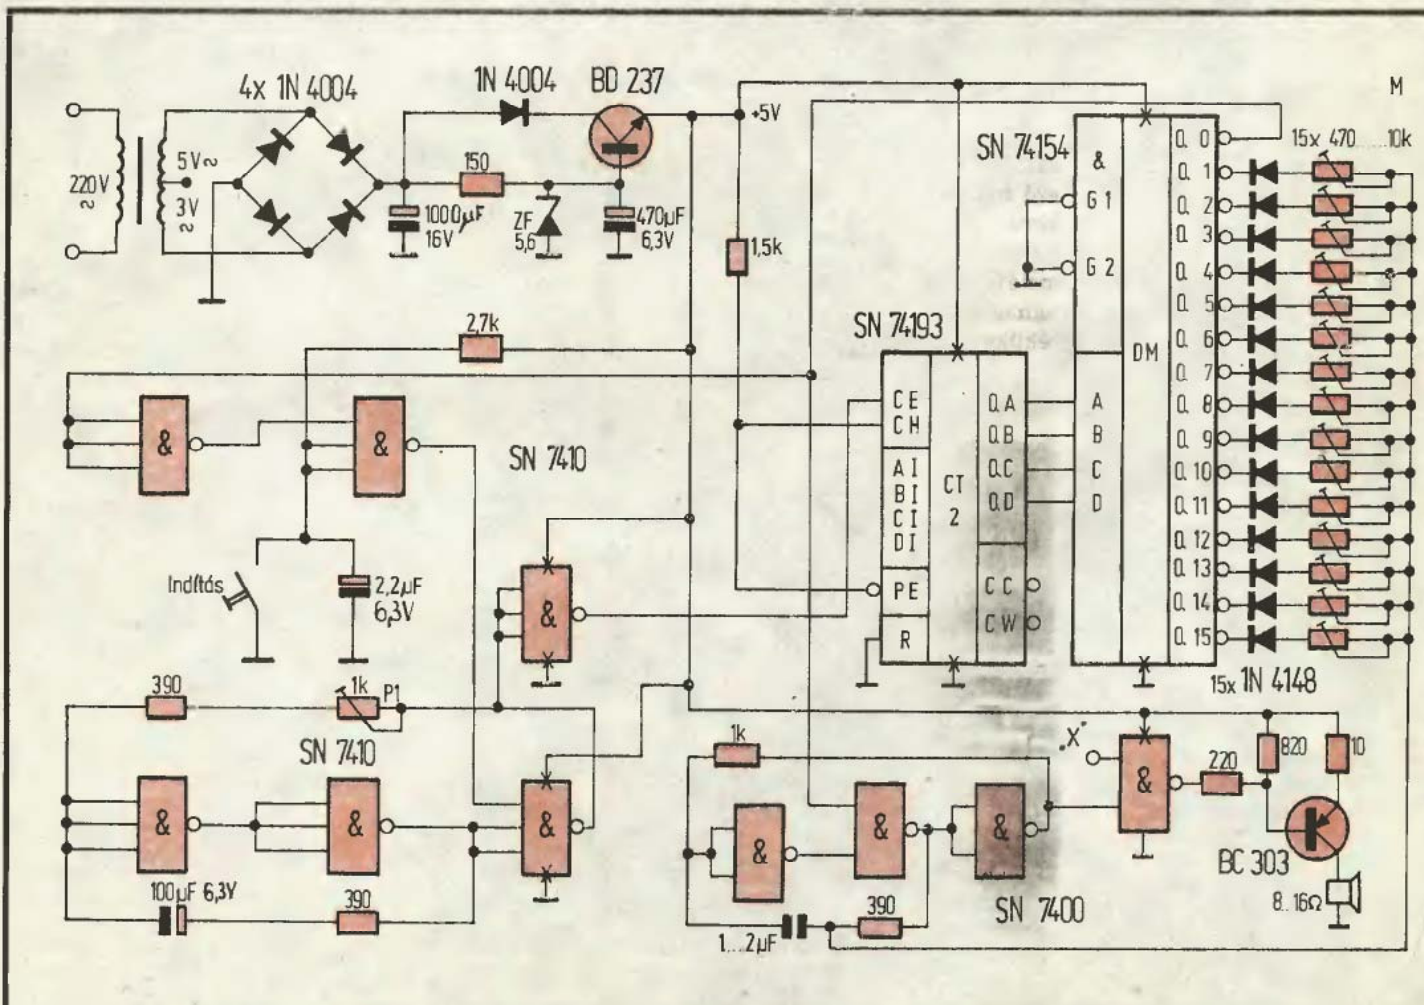 4x 1N 4004
1N 4004
BD 237
M
220V
≈
5V≈
3V
≈
150
1000µF
16V
ZF
5,6
470µF
6,3V
+5V
1,5k
2,7k
SN 74154
&
G1
G2
DM
A
B
C
D
Q 0
Q 1
Q 2
Q 3
Q 4
Q 5
Q 6
Q 7
Q 8
Q 9
Q 10
Q 11
Q 12
Q 13
Q 14
Q 15
15x 470......10k
15x 1N 4148
SN 74193
CE
CH
AI
BI
CI
DI
PE
R
CT
2
QA
QB
QC
QD
CC
CW
&
&
SN 7410
&
Indítás
2,2µF
6,3V
390
1k
P1
SN 7410
&
&
&
100µF 6,3V
390
1k
&
&
&
SN 7400
1...2µF
390
„X”
&
220
820
10
BC 303
8..16Ω